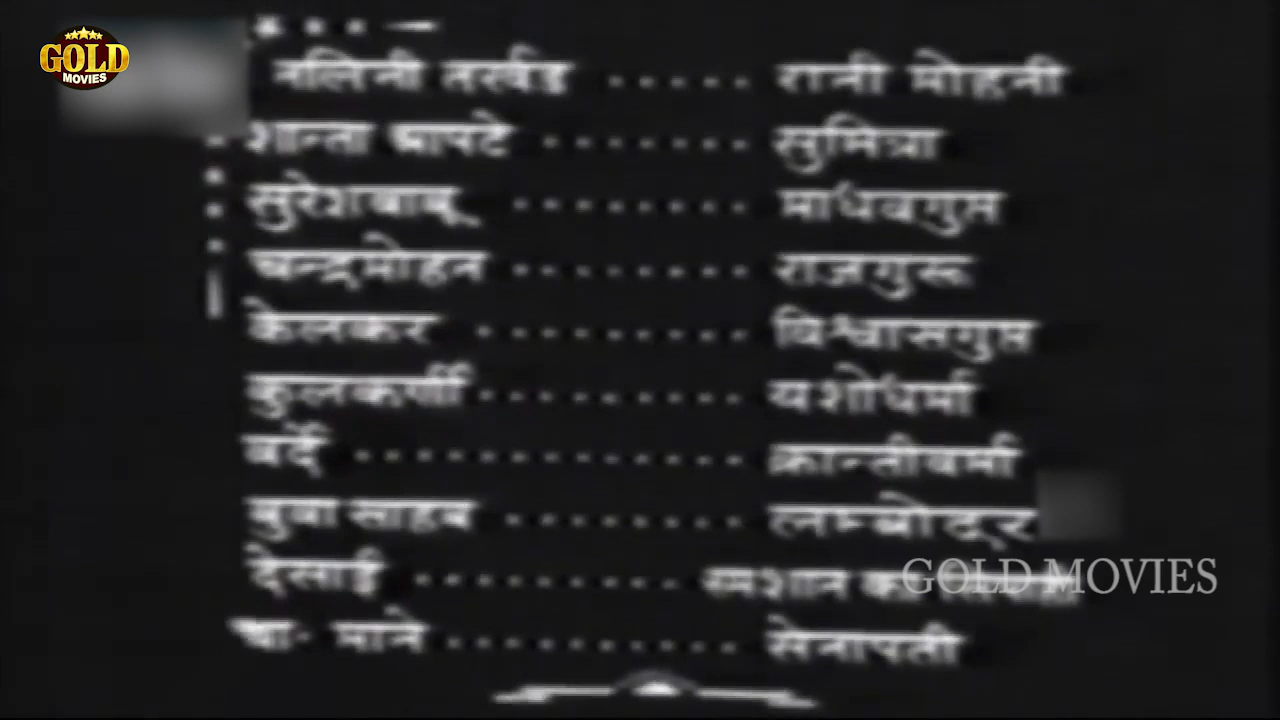 GOLD
MOVIES
नलिनी तर्खड ..... रानी मोहनी
शान्ता आपटे ....... सुमित्रा
सुरेशबाबू ........ माधवगुप्त
चन्द्रमोहन ........ राजगुरू
केलकर ......... विश्वासगुप्त
कुलकर्णी .......... यशोधर्मा
बर्दे ............. क्रान्तीवर्मा
बुवा साहब ........ लम्बोदर
देसाई .......... स्मशान का
GOLD MOVIES
माने .......... सेनापती